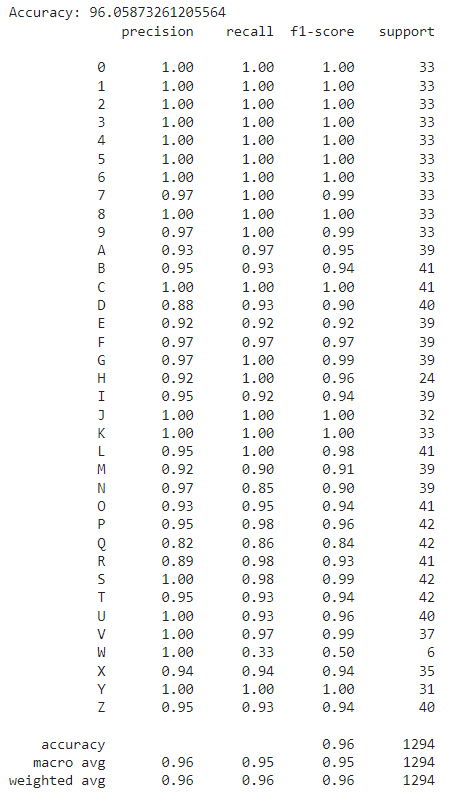 Accuracy: 96.05873261205564
precision recall f1-score support
0 1.00 1.00 1.00 33
1 1.00 1.00 1.00 33
2 1.00 1.00 1.00 33
3 1.00 1.00 1.00 33
4 1.00 1.00 1.00 33
5 1.00 1.00 1.00 33
6 1.00 1.00 1.00 33
7 0.97 1.00 0.99 33
8 1.00 1.00 1.00 33
9 0.97 1.00 0.99 33
A 0.93 0.97 0.95 39
B 0.95 0.93 0.94 41
C 1.00 1.00 1.00 41
D 0.88 0.93 0.90 40
E 0.92 0.92 0.92 39
F 0.97 0.97 0.97 39
G 0.97 1.00 0.99 39
H 0.92 1.00 0.96 24
I 0.95 0.92 0.94 39
J 1.00 1.00 1.00 32
K 1.00 1.00 1.00 33
L 0.95 1.00 0.98 41
M 0.92 0.90 0.91 39
N 0.97 0.85 0.90 39
O 0.93 0.95 0.94 41
P 0.95 0.98 0.96 42
Q 0.82 0.86 0.84 42
R 0.89 0.98 0.93 41
S 1.00 0.98 0.99 42
T 0.95 0.93 0.94 42
U 1.00 0.93 0.96 40
V 1.00 0.97 0.99 37
W 1.00 0.33 0.50 6
X 0.94 0.94 0.94 35
Y 1.00 1.00 1.00 31
Z 0.95 0.93 0.94 40
accuracy 0.96 1294
macro avg 0.96 0.95 0.95 1294
weighted avg 0.96 0.96 0.96 1294